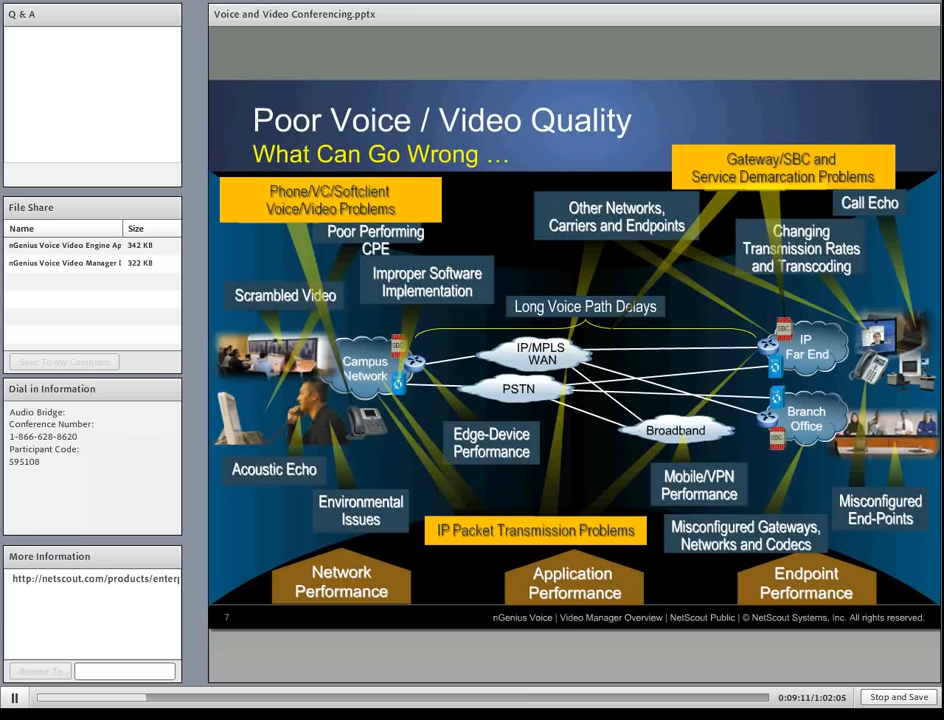 Q & A
File Share
Name Size
nGenius Voice Video Engine Ap 342 KB
nGenius Voice Video Manager [ 322 KB
Save To My Computer
Dial in Information
Audio Bridge:
Conference Number:
1-866-628-8620
Participant Code:
595108
More Information
http://netscout.com/products/enterp
Browse To
Voice and Video Conferencing.pptx
Poor Voice / Video Quality
What Can Go Wrong ...
Gateway/SBC and
Service Demarcation Problems
Phone/VC/Softclient
Voice/Video Problems
Other Networks,
Carriers and Endpoints
Call Echo
Poor Performing
CPE
Changing
Transmission Rates
and Transcoding
Improper Software
Implementation
Scrambled Video
Long Voice Path Delays
SBC
SBC
IP
Far End
IP/MPLS
WAN
Campus
Network
PSTN
Branch
Office
Broadband
SBC
Edge-Device
Performance
Acoustic Echo
Mobile/VPN
Performance
Environmental
Issues
Misconfigured
End-Points
IP Packet Transmission Problems
Misconfigured Gateways,
Networks and Codecs
Network
Performance
Application
Performance
Endpoint
Performance
7
nGenius Voice | Video Manager Overview | NetScout Public | © NetScout Systems, Inc. All rights reserved.
0:09:11/1:02:05
Stop and Save